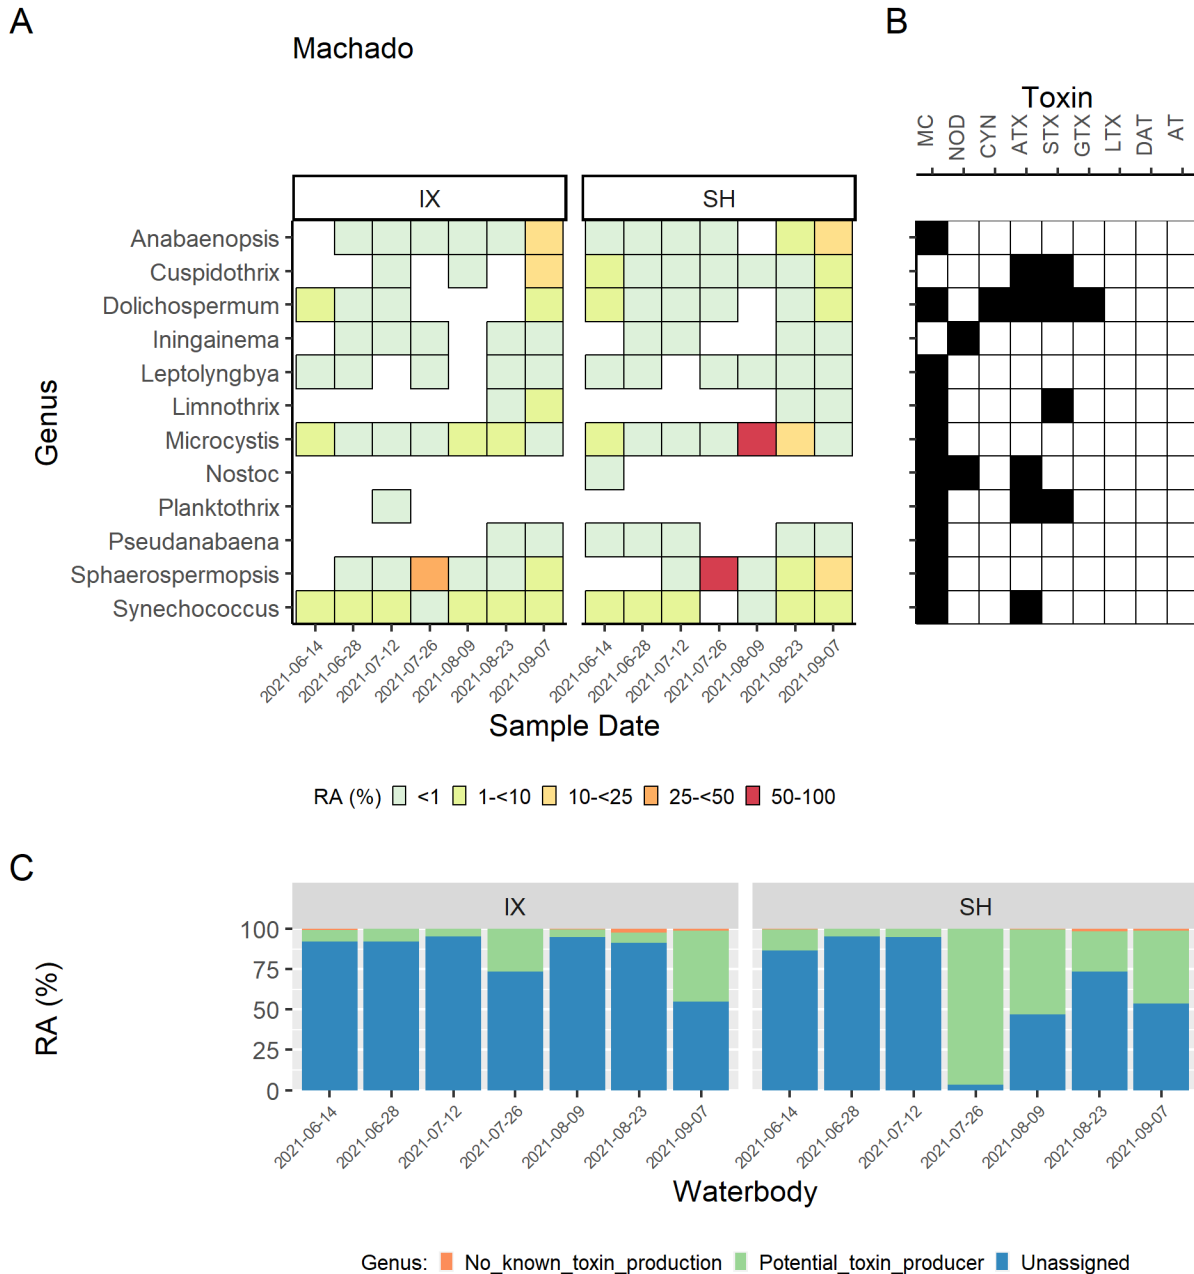 A
B
Machado
Toxin
MC NOD CYN ATX STX GTX LTX DAT AT
IX SH
Genus
Anabaenopsis
Cuspidothrix
Dolichospermum
Iningainema
Leptolyngbya
Limnothrix
Microcystis
Nostoc
Planktothrix
Pseudanabaena
Sphaerospermopsis
Synechococcus
2021-06-14 2021-06-28 2021-07-12 2021-07-26 2021-08-09 2021-08-23 2021-09-07 2021-06-14 2021-06-28 2021-07-12 2021-07-26 2021-08-09 2021-08-23 2021-09-07
Sample Date
RA (%) <1 1-<10 10-<25 25-<50 50-100
C
IX SH
RA (%)
100
75
50
25
0
2021-06-14 2021-06-28 2021-07-12 2021-07-26 2021-08-09 2021-08-23 2021-09-07 2021-06-14 2021-06-28 2021-07-12 2021-07-26 2021-08-09 2021-08-23 2021-09-07
Waterbody
Genus: No_known_toxin_production Potential_toxin_producer Unassigned